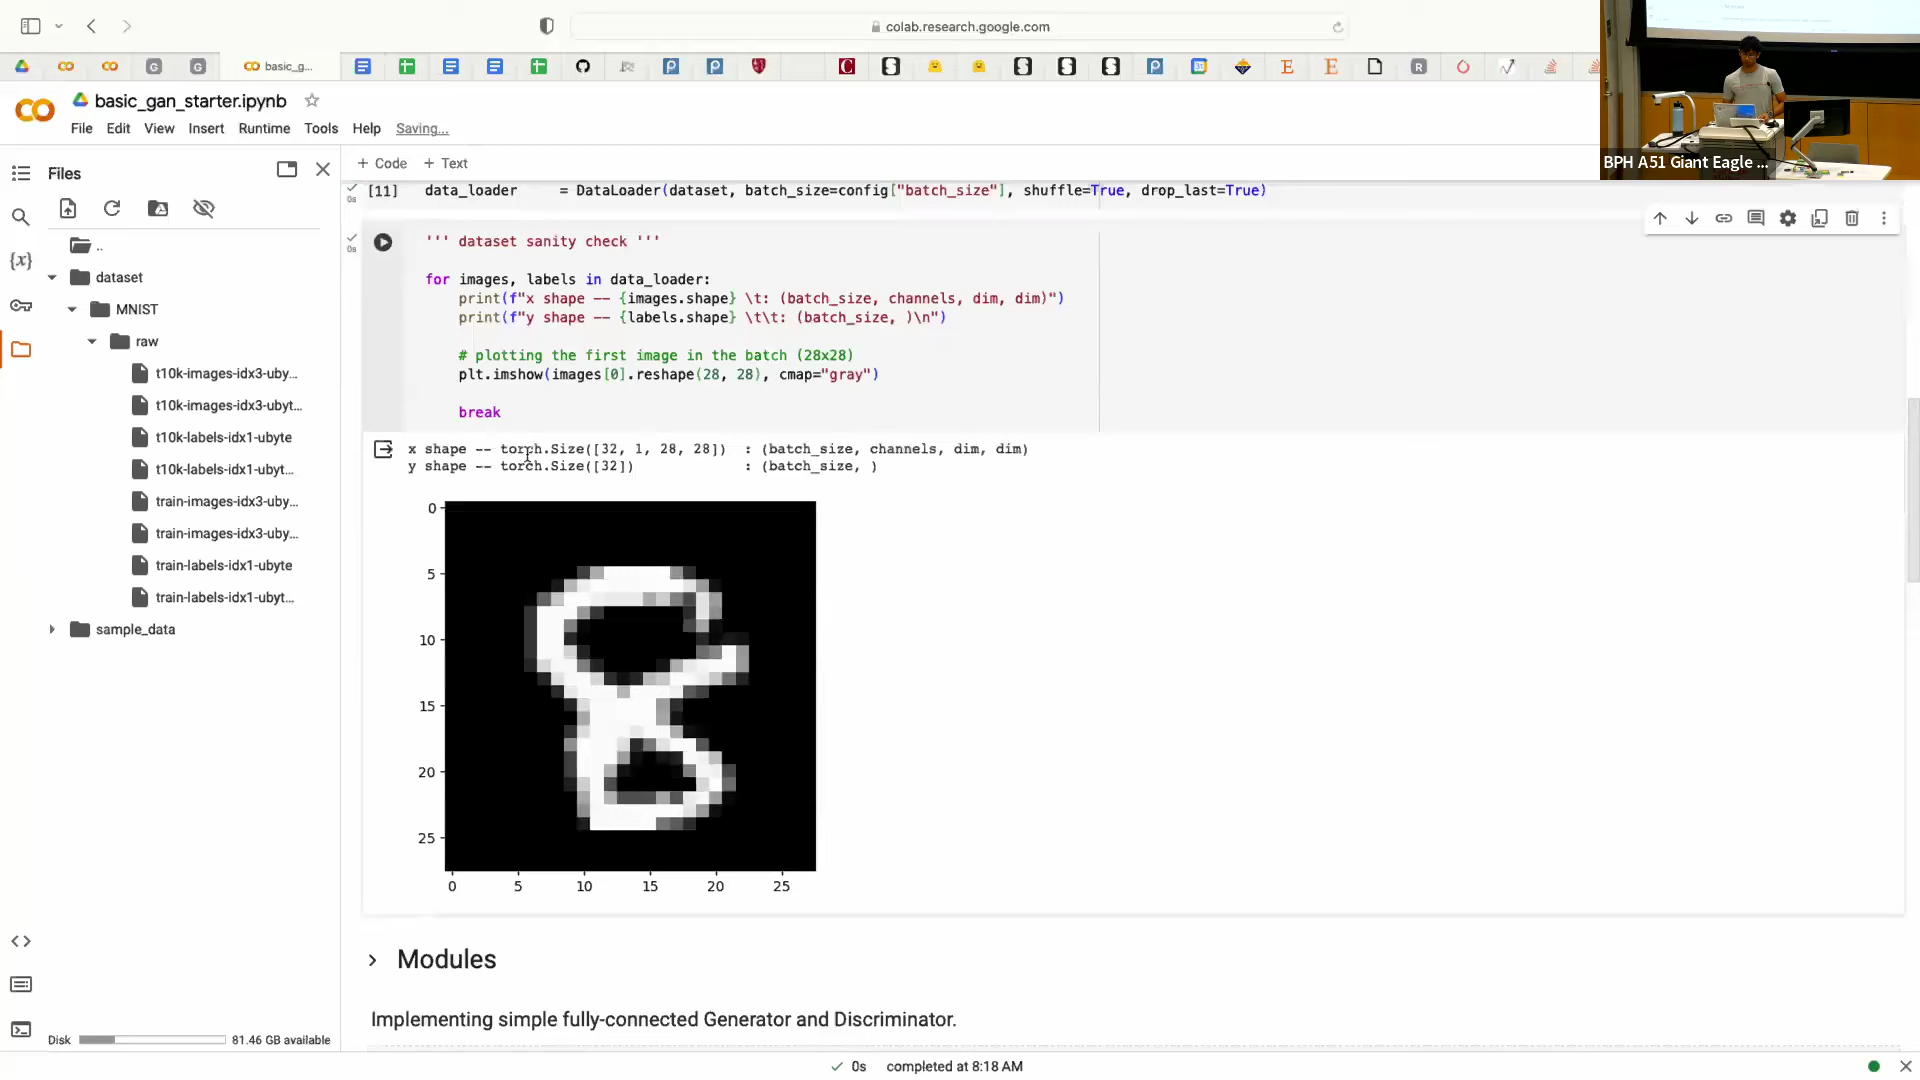 colab.research.google.com
basic_g...
basic_gan_starter.ipynb
File Edit View Insert Runtime Tools Help Saving...
Files
+ Code + Text
..
dataset
MNIST
raw
t10k-images-idx3-uby...
t10k-images-idx3-ubyt...
t10k-labels-idx1-ubyte
t10k-labels-idx1-ubyt...
train-images-idx3-uby...
train-images-idx3-uby...
train-labels-idx1-ubyte
train-labels-idx1-ubyt...
sample_data
Disk 81.46 GB available
[11] data_loader = DataLoader(dataset, batch_size=config["batch_size"], shuffle=True, drop_last=True)
0s
0s
''' dataset sanity check '''
for images, labels in data_loader:
print(f"x shape -- {images.shape} \t: (batch_size, channels, dim, dim)")
print(f"y shape -- {labels.shape} \t\t: (batch_size, )\n")
# plotting the first image in the batch (28x28)
plt.imshow(images[0].reshape(28, 28), cmap="gray")
break
x shape -- torch.Size([32, 1, 28, 28]) : (batch_size, channels, dim, dim)
y shape -- torch.Size([32]) : (batch_size, )
0
5
10
15
20
25
0 5 10 15 20 25
Modules
Implementing simple fully-connected Generator and Discriminator.
0s completed at 8:18 AM
BPH A51 Giant Eagle ...